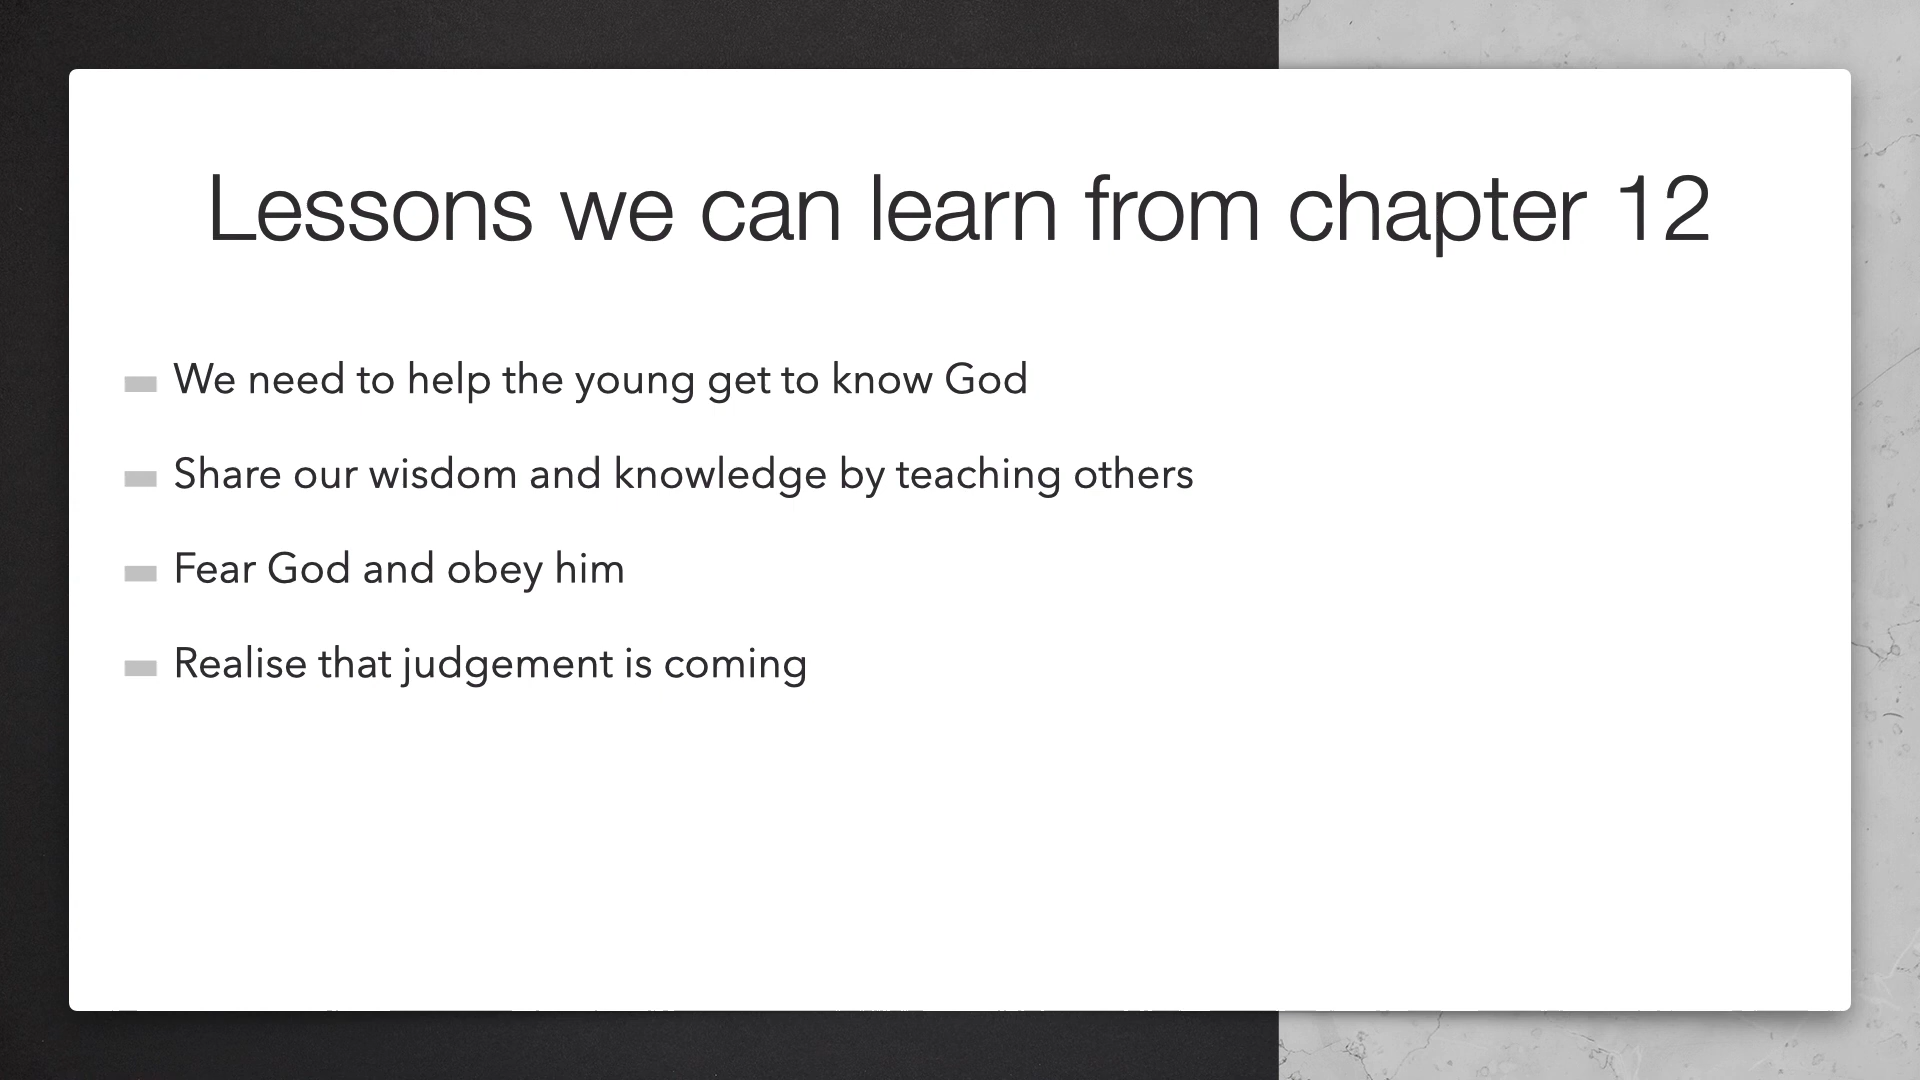 Lessons we can learn from chapter 12
We need to help the young get to know God
Share our wisdom and knowledge by teaching others
Fear God and obey him
Realise that judgement is coming